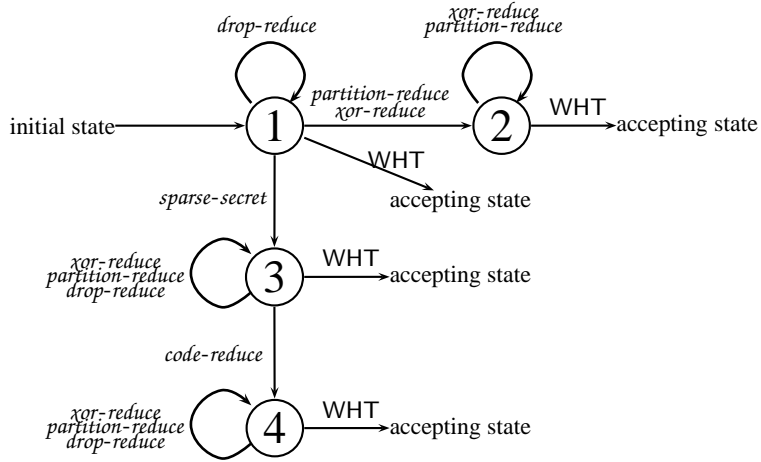 drop-reduce
xor-reduce
partition-reduce
initial state
1
partition-reduce
xor-reduce
2
WHT
accepting state
WHT
accepting state
sparse-secret
xor-reduce
partition-reduce
drop-reduce
3
WHT
accepting state
code-reduce
xor-reduce
partition-reduce
drop-reduce
4
WHT
accepting state